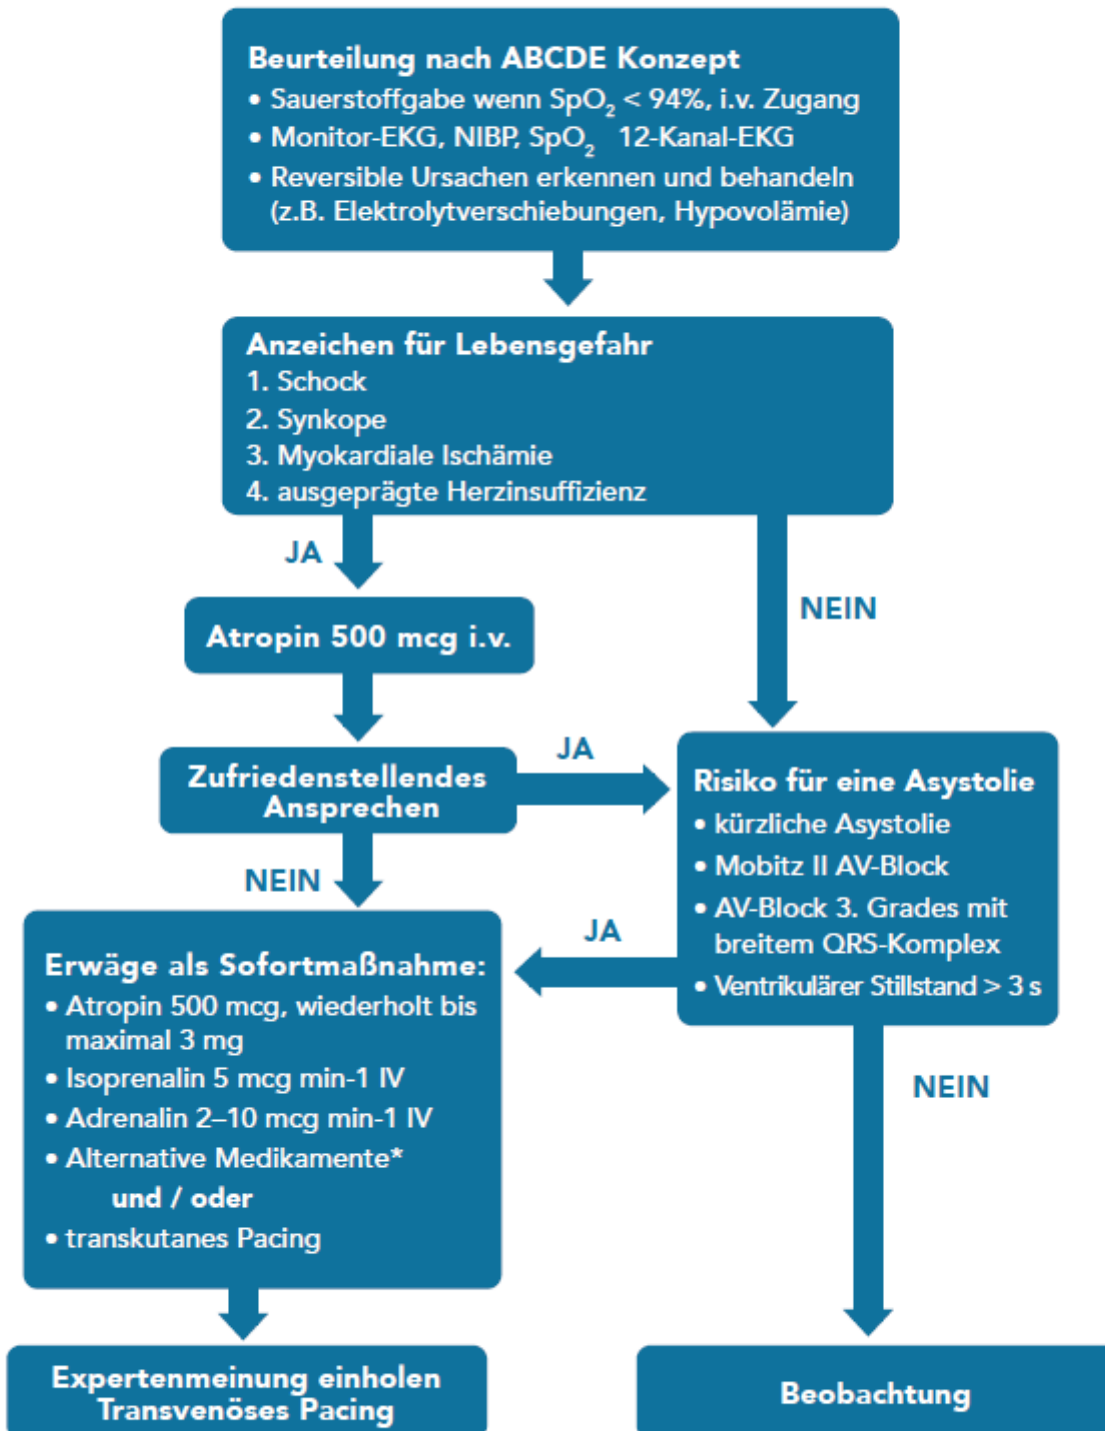 Beurteilung nach ABCDE Konzept
• Sauerstoffgabe wenn SpO₂ < 94%, i.v. Zugang
• Monitor-EKG, NIBP, SpO₂ 12-Kanal-EKG
• Reversible Ursachen erkennen und behandeln
(z.B. Elektrolytverschiebungen, Hypovolämie)
Anzeichen für Lebensgefahr
1. Schock
2. Synkope
3. Myokardiale Ischämie
4. ausgeprägte Herzinsuffizienz
JA
NEIN
Atropin 500 mcg i.v.
Zufriedenstellendes
Ansprechen
JA
NEIN
Risiko für eine Asystolie
• kürzliche Asystolie
• Mobitz II AV-Block
• AV-Block 3. Grades mit
breitem QRS-Komplex
• Ventrikulärer Stillstand > 3 s
JA
NEIN
Erwäge als Sofortmaßnahme:
• Atropin 500 mcg, wiederholt bis
maximal 3 mg
• Isoprenalin 5 mcg min-1 IV
• Adrenalin 2–10 mcg min-1 IV
• Alternative Medikamente*
und / oder
• transkutanes Pacing
Expertenmeinung einholen
Transvenöses Pacing
Beobachtung